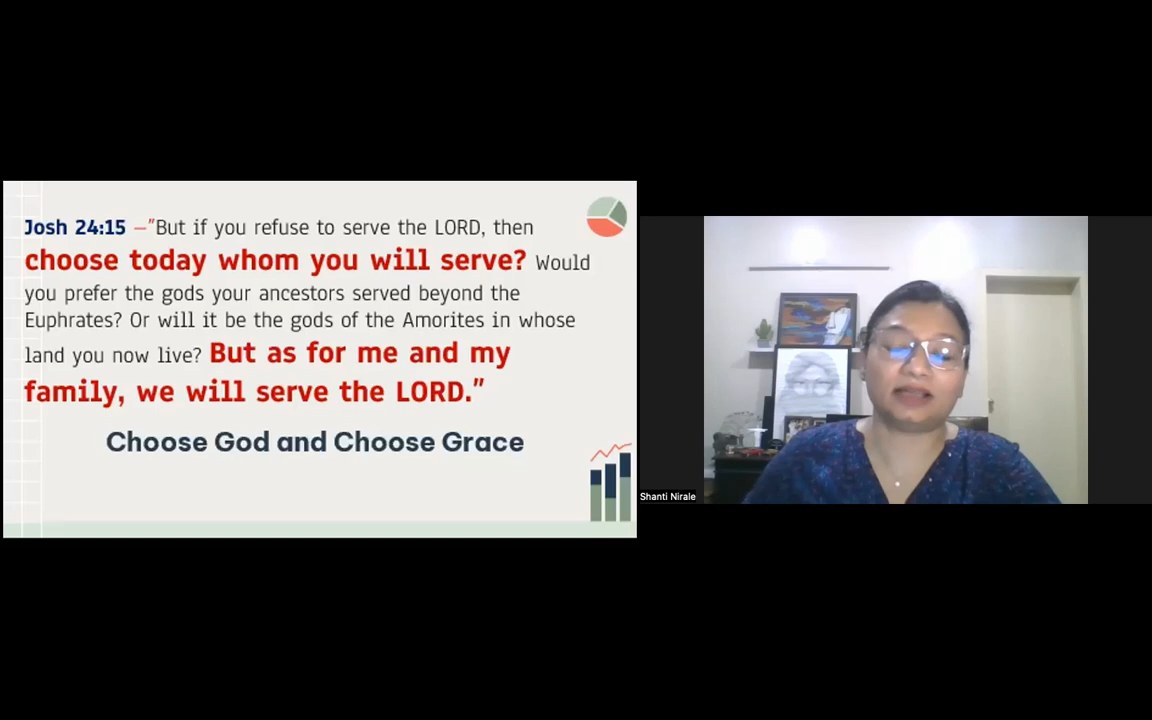 Josh 24:15 –"But if you refuse to serve the LORD, then
choose today whom you will serve? Would
you prefer the gods your ancestors served beyond the
Euphrates? Or will it be the gods of the Amorites in whose
land you now live? But as for me and my
family, we will serve the LORD."
Choose God and Choose Grace
Shanti Nirale